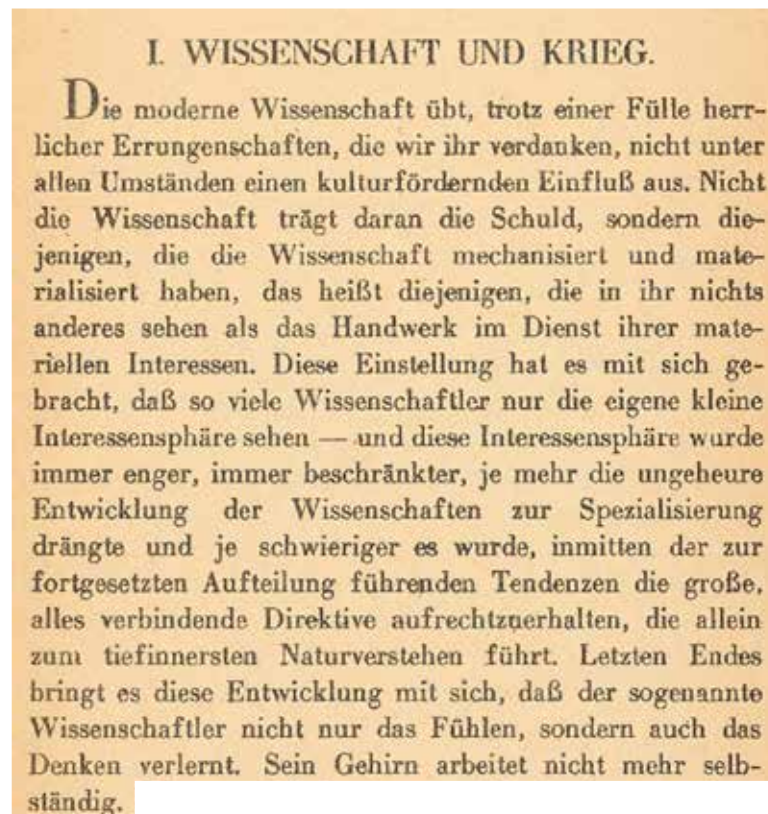 I. WISSENSCHAFT UND KRIEG.
Die moderne Wissenschaft übt, trotz einer Fülle herr-
licher Errungenschaften, die wir ihr verdanken, nicht unter
allen Umständen einen kulturfördernden Einfluß aus. Nicht
die Wissenschaft trägt daran die Schuld, sondern die-
jenigen, die die Wissenschaft mechanisiert und mate-
rialisiert haben, das heißt diejenigen, die in ihr nichts
anderes sehen als das Handwerk im Dienst ihrer mate-
riellen Interessen. Diese Einstellung hat es mit sich ge-
bracht, daß so viele Wissenschaftler nur die eigene kleine
Interessensphäre sehen — und diese Interessensphäre wurde
immer enger, immer beschränkter, je mehr die ungeheure
Entwicklung der Wissenschaften zur Spezialisierung
drängte und je schwieriger es wurde, inmitten der zur
fortgesetzten Aufteilung führenden Tendenzen die große,
alles verbindende Direktive aufrechtzuerhalten, die allein
zum tiefinnersten Naturverstehen führt. Letzten Endes
bringt es diese Entwicklung mit sich, daß der sogenannte
Wissenschaftler nicht nur das Fühlen, sondern auch das
Denken verlernt. Sein Gehirn arbeitet nicht mehr selb-
ständig.